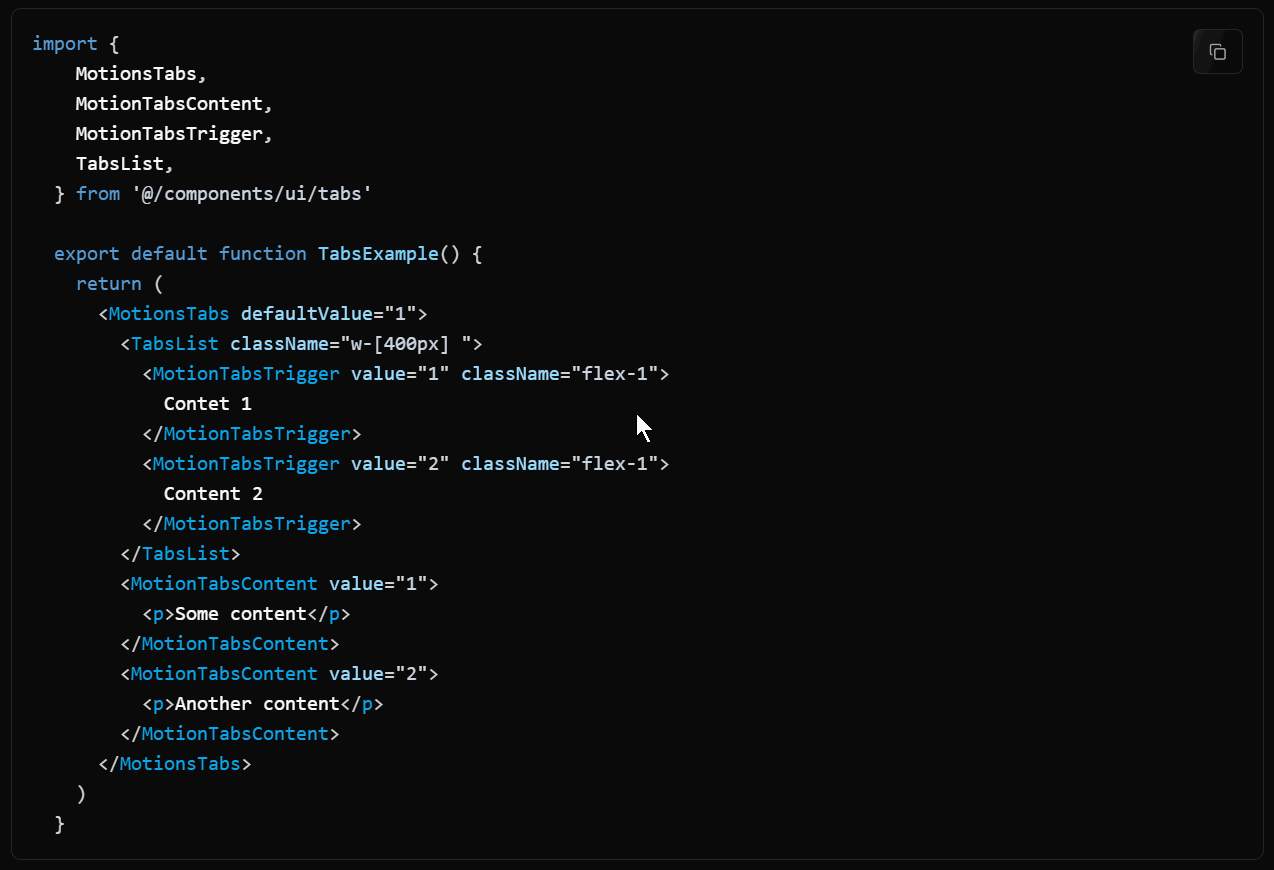 import {
    MotionsTabs,
    MotionTabsContent,
    MotionTabsTrigger,
    TabsList,
  } from '@/components/ui/tabs'

  export default function TabsExample() {
    return (
      <MotionsTabs defaultValue="1">
        <TabsList className="w-[400px] ">
          <MotionTabsTrigger value="1" className="flex-1">
            Contet 1
          </MotionTabsTrigger>
          <MotionTabsTrigger value="2" className="flex-1">
            Content 2
          </MotionTabsTrigger>
        </TabsList>
        <MotionTabsContent value="1">
          <p>Some content</p>
        </MotionTabsContent>
        <MotionTabsContent value="2">
          <p>Another content</p>
        </MotionTabsContent>
      </MotionsTabs>
    )
  }